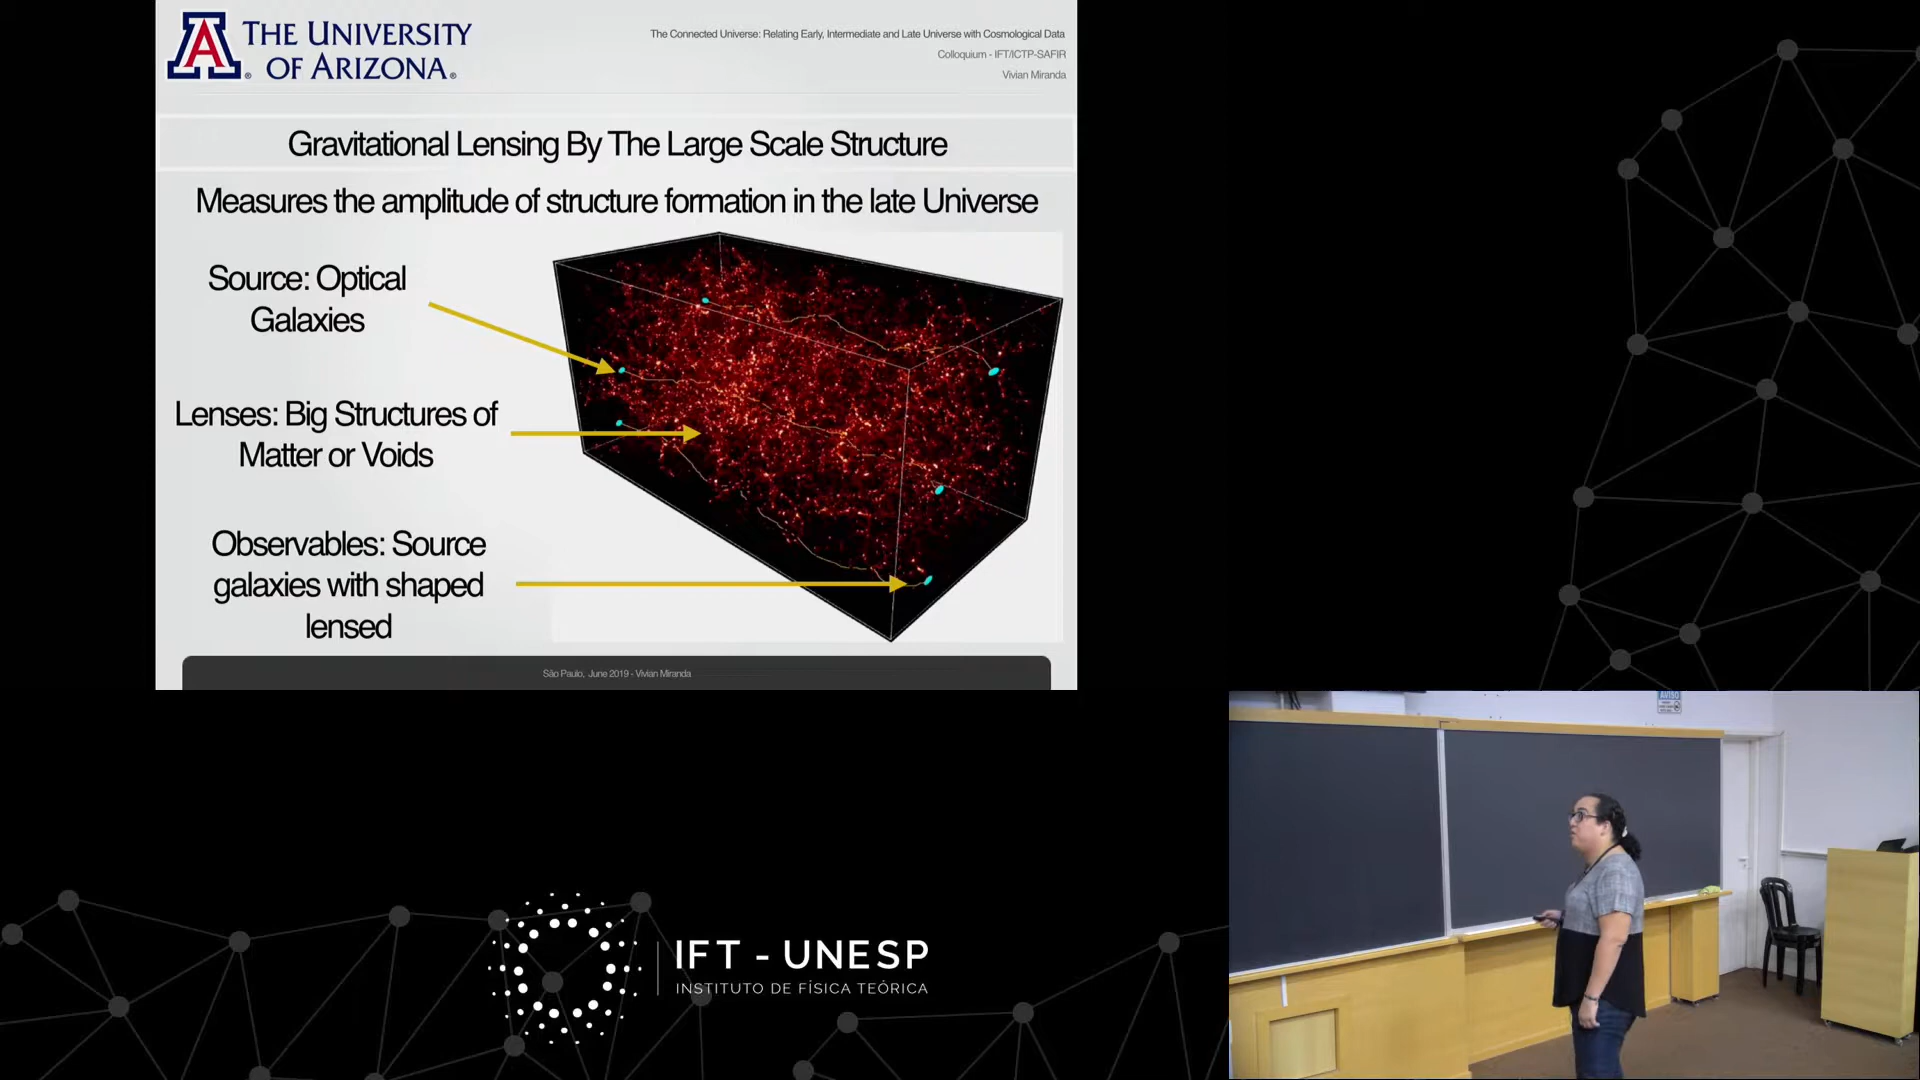 THE UNIVERSITY
OF ARIZONA
The Connected Universe: Relating Early, Intermediate and Late Universe with Cosmological Data
Colloquium - IFT/ICTP-SAFIR
Vivian Miranda
Gravitational Lensing By The Large Scale Structure
Measures the amplitude of structure formation in the late Universe
Source: Optical
Galaxies
Lenses: Big Structures of
Matter or Voids
Observables: Source
galaxies with shaped
lensed
São Paulo, June 2019 - Vivian Miranda
AVISO
IFT - UNESP
INSTITUTO DE FÍSICA TEÓRICA